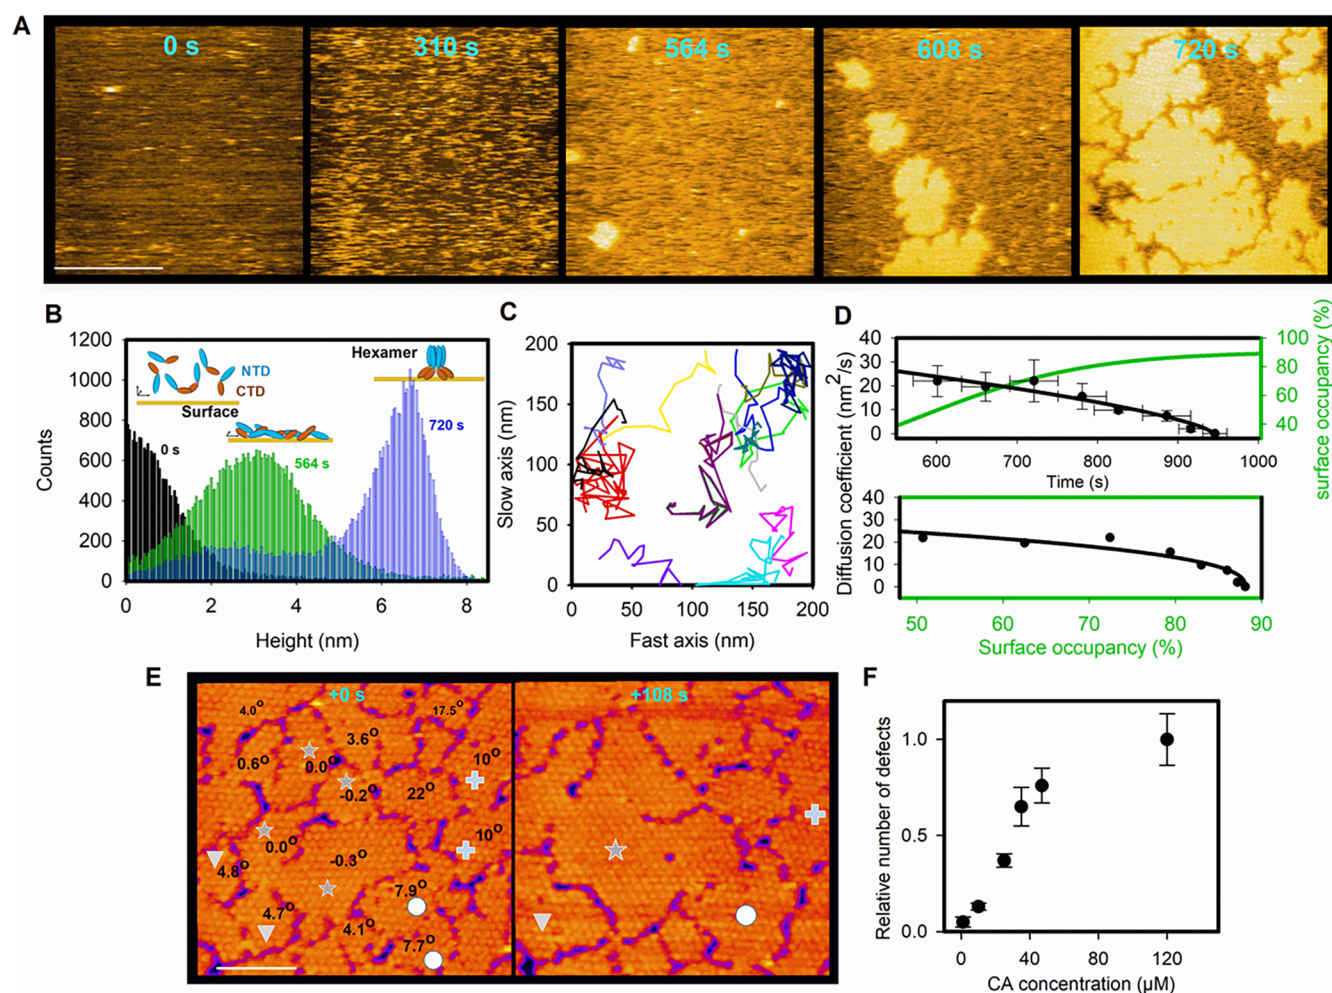 A
0 s
310 s
564 s
608 s
720 s
B
1200
1000
800
600
400
200
0
Counts
0
2
4
6
8
Height (nm)
NTD
CTD
Surface
0 s
564 s
Hexamer
720 s
C
200
150
100
50
0
Slow axis (nm)
0
50
100
150
200
Fast axis (nm)
D
40
30
20
10
0
100
80
60
40
surface occupancy (%)
600
700
800
900
1000
Time (s)
Diffusion coefficient (nm²/s)
40
30
20
10
0
50
60
70
80
90
Surface occupancy (%)
E
+0 s
4.0°
17.5°
3.6°
0.6°
0.0°
10°
-0.2°
22°
10°
0.0°
-0.3°
4.8°
7.9°
4.7°
4.1°
7.7°
+108 s
F
1.0
0.5
0.0
Relative number of defects
0
40
80
120
CA concentration (µM)